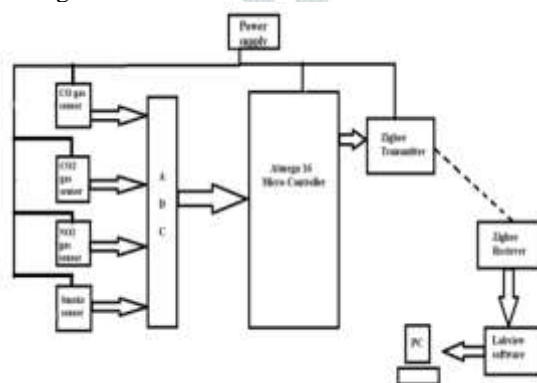 Power
supply
CO gas
sensor
CO2
gas
sensor
NO2
gas
sensor
Smoke
sensor
A
D
C
Atmega 16
Micro Controller
Zigbee
Transmitter
Zigbee
Reciever
Labview
software
PC